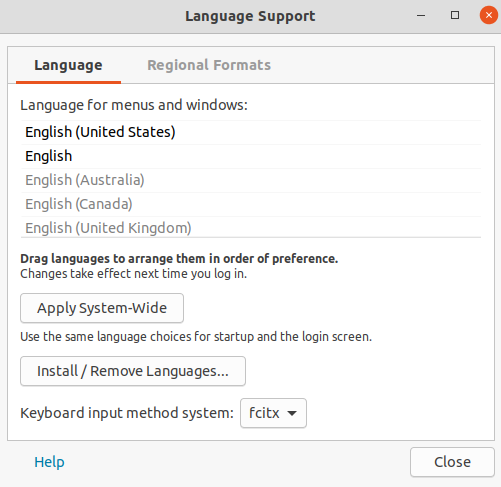 Language Support
Language
Regional Formats
Language for menus and windows:
English (United States)
English
English (Australia)
English (Canada)
English (United Kingdom)
Drag languages to arrange them in order of preference.
Changes take effect next time you log in.
Apply System-Wide
Use the same language choices for startup and the login screen.
Install / Remove Languages...
Keyboard input method system: fcitx
Help
Close